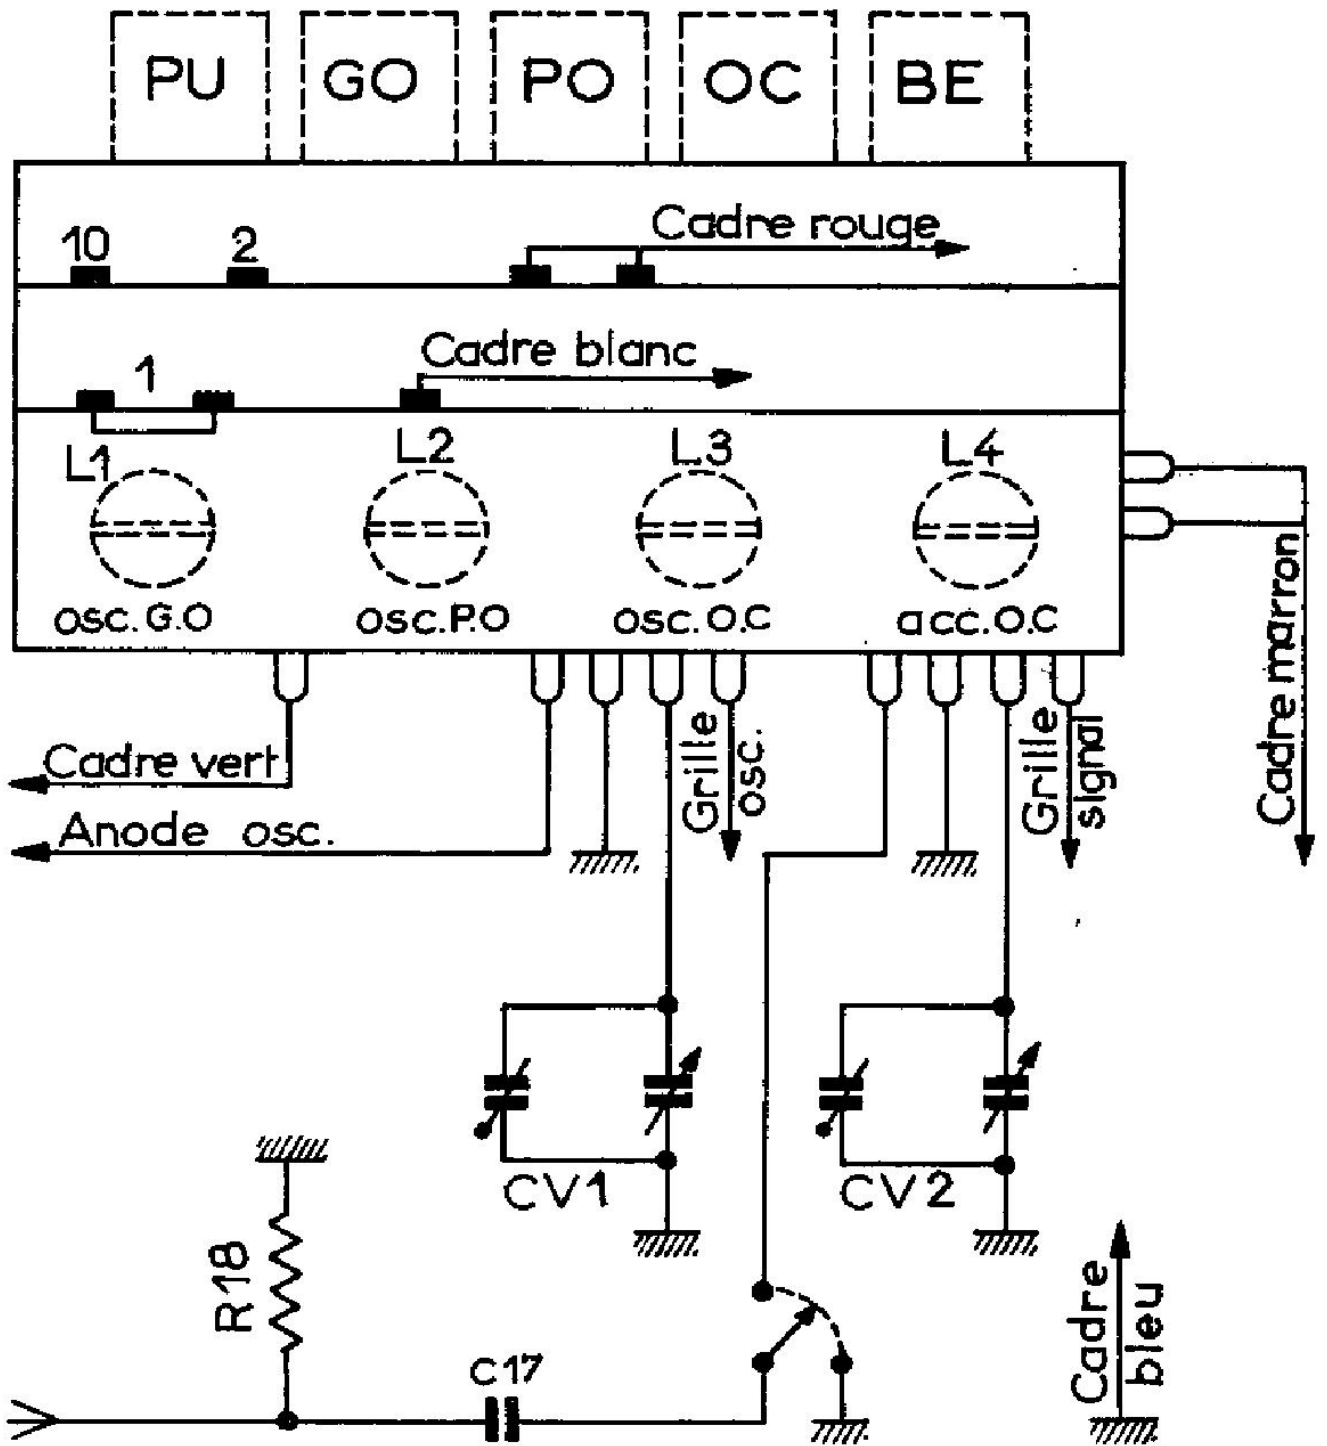 PU GO PO OC BE
Cadre rouge
10 2
Cadre blanc
1
L1 L2 L3 L4
osc.G.O osc.P.O osc.O.C acc.O.C
Cadre marron
Cadre vert
Grille
osc.
Grille
signal
Anode osc.
CV1 CV2
R18
Cadre
bleu
C17